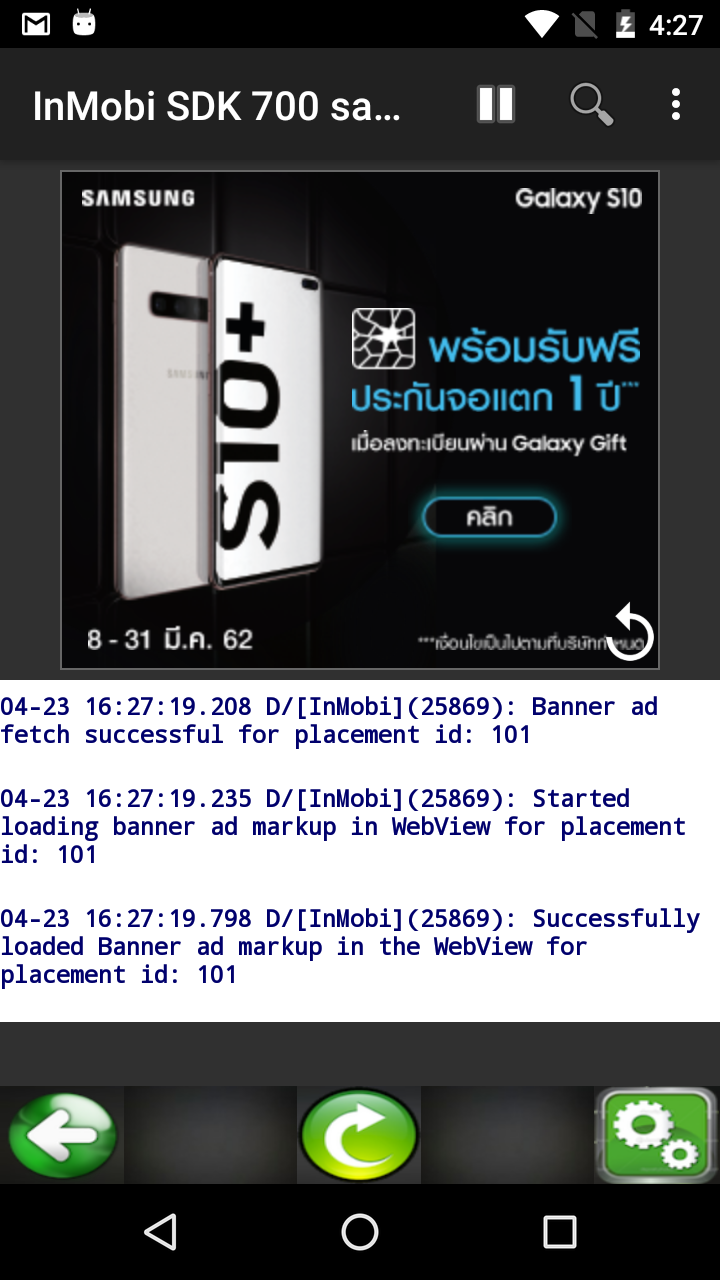 4:27
InMobi SDK 700 sa...
SAMSUNG
Galaxy S10
S10+
SAMSUNG
พร้อมรับฟรี
ประกันจอแตก 1 ปี***
เมื่อลงทะเบียนผ่าน Galaxy Gift
คลิก
8 - 31 มี.ค. 62
***เงื่อนไขเป็นไปตามที่บริษัทกำหนด
04-23 16:27:19.208 D/[InMobi](25869): Banner ad
fetch successful for placement id: 101
04-23 16:27:19.235 D/[InMobi](25869): Started
loading banner ad markup in WebView for placement
id: 101
04-23 16:27:19.798 D/[InMobi](25869): Successfully
loaded Banner ad markup in the WebView for
placement id: 101